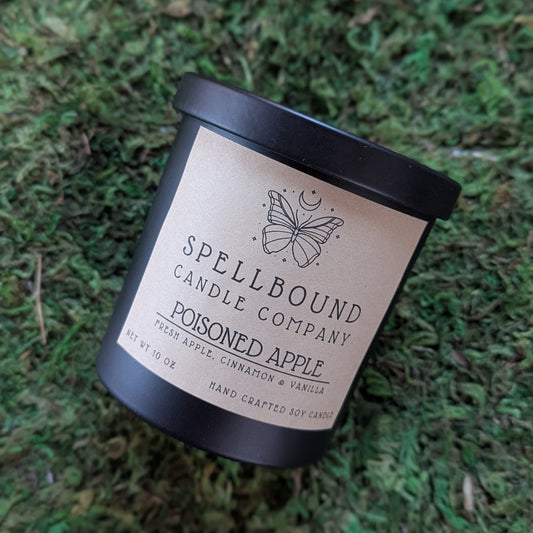 SPELLBOUND
CANDLE COMPANY
POISONED APPLE
FRESH APPLE, CINNAMON & VANILLA
NET WT 10 OZ
HAND CRAFTED SOY CANDLE